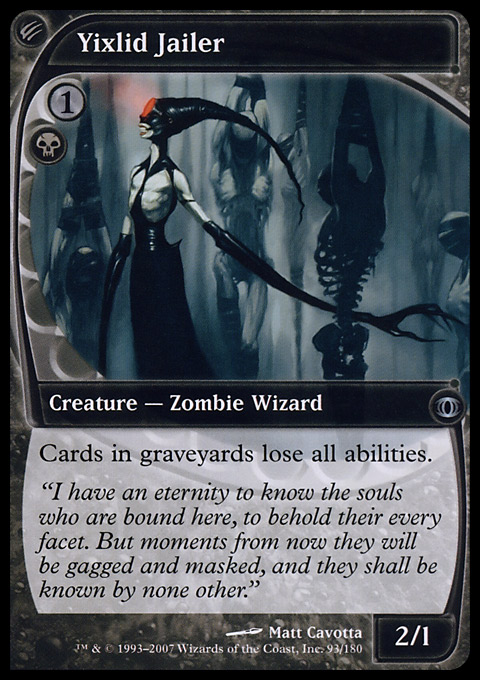 Yixlid Jailer
1
Creature — Zombie Wizard
Cards in graveyards lose all abilities.
“I have an eternity to know the souls
who are bound here, to behold their every
facet. But moments from now they will
be gagged and masked, and they shall be
known by none other.”
Matt Cavotta
2/1
™ & © 1993–2007 Wizards of the Coast, Inc. 93/180